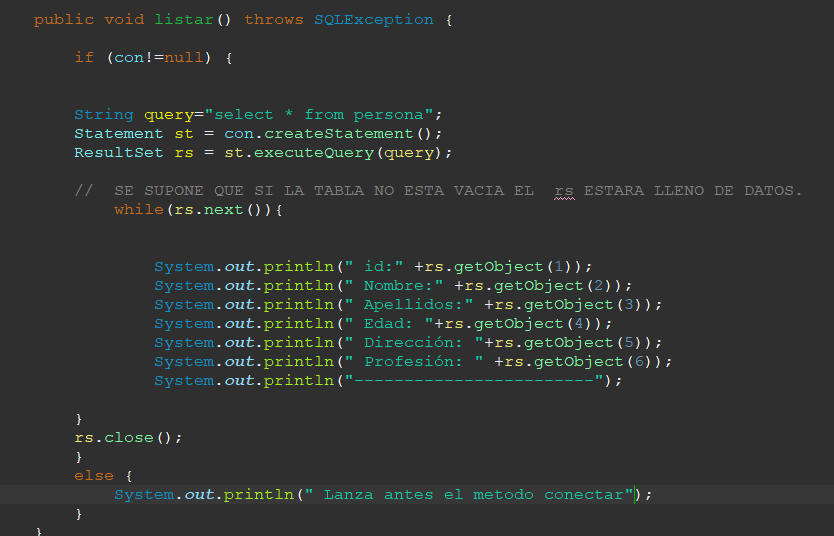 public void listar() throws SQLException {
if (con!=null) {
String query="select * from persona";
Statement st = con.createStatement();
ResultSet rs = st.executeQuery(query);
//  SE SUPONE QUE SI LA TABLA NO ESTA VACIA EL  rs ESTARA LLENO DE DATOS.
while(rs.next()){
System.out.println(" id:" +rs.getObject(1));
System.out.println(" Nombre:" +rs.getObject(2));
System.out.println(" Apellidos:" +rs.getObject(3));
System.out.println(" Edad: "+rs.getObject(4));
System.out.println(" Dirección: "+rs.getObject(5));
System.out.println(" Profesión: " +rs.getObject(6));
System.out.println("------------------------");
}
rs.close();
}
else {
System.out.println(" Lanza antes el metodo conectar");
}
}